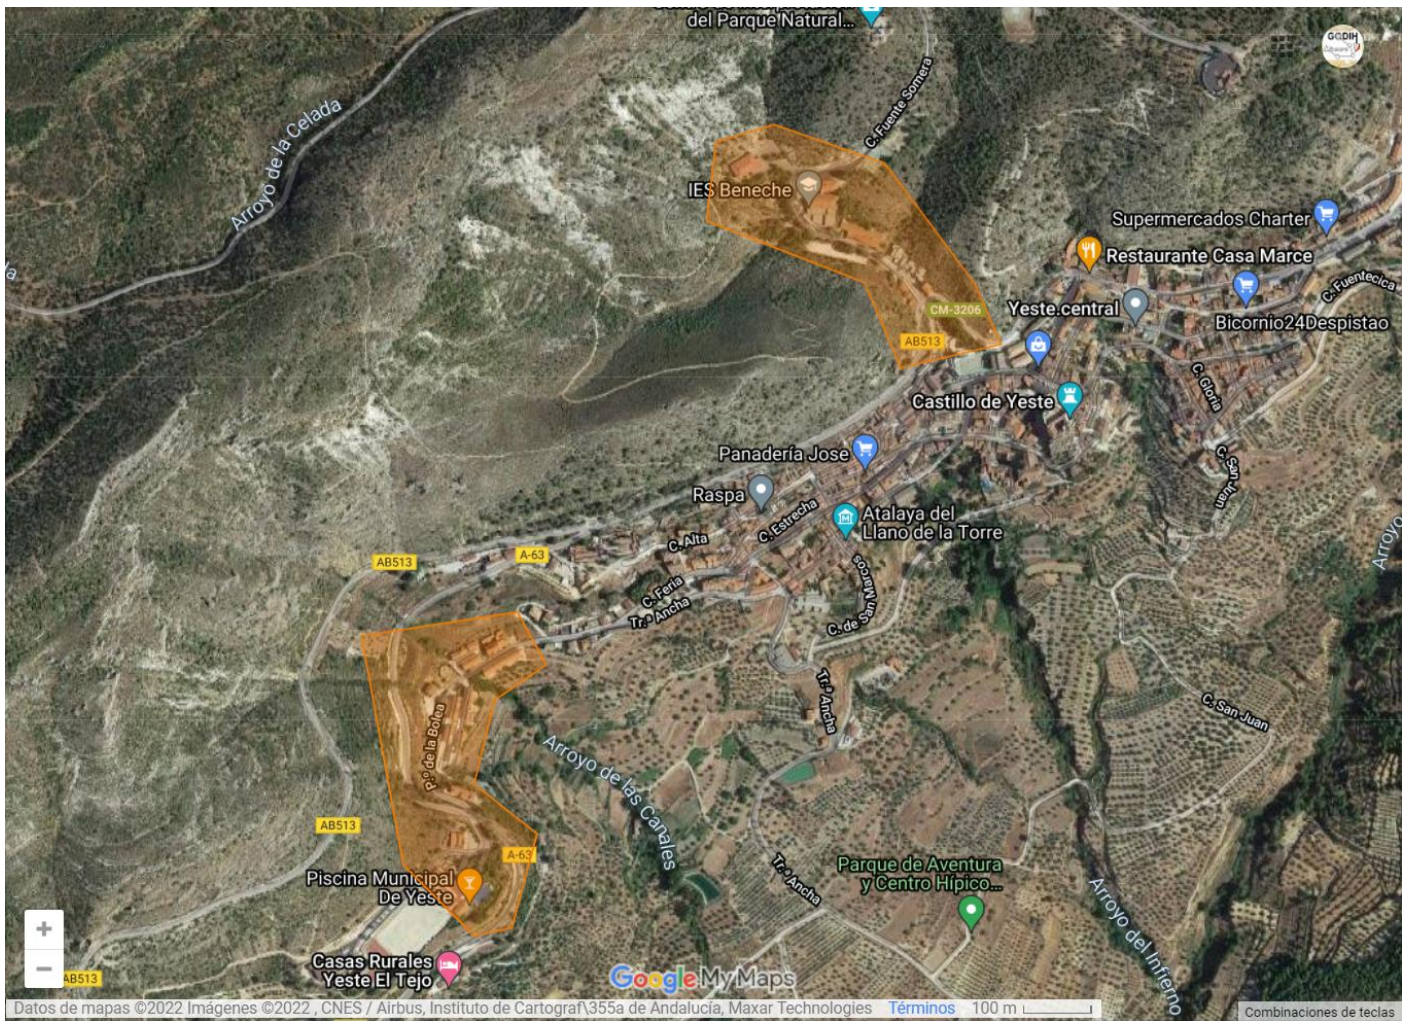 del Parque Natural...
GODIH
C. Fuente Somera
Arroyo de la Celada
IES Beneche
Supermercados Charter
Restaurante Casa Marce
C. Fuentecica
CM-3206
Yeste.central
Bicornio24Despistao
AB513
C. Gloria
Castillo de Yeste
Panadería Jose
C. San Juan
Raspa
C. Estrecha
Atalaya del
Llano de la Torre
C. Alta
A-63
AB513
Arroyo
C. Feria
Tr.ª Ancha
C. de San Marcos
Tr.ª Ancha
C. San Juan
P.º de la Bolea
Arroyo de las Canales
AB513
A-63
Piscina Municipal
De Yeste
Tr.ª Ancha
Parque de Aventura
y Centro Hípico...
Arroyo del Infierno
+
−
Casas Rurales
Yeste El Tejo
AB513
Google My Maps
Datos de mapas ©2022 Imágenes ©2022 , CNES / Airbus, Instituto de Cartograf\355a de Andalucía, Maxar Technologies
Términos
100 m
Combinaciones de teclas